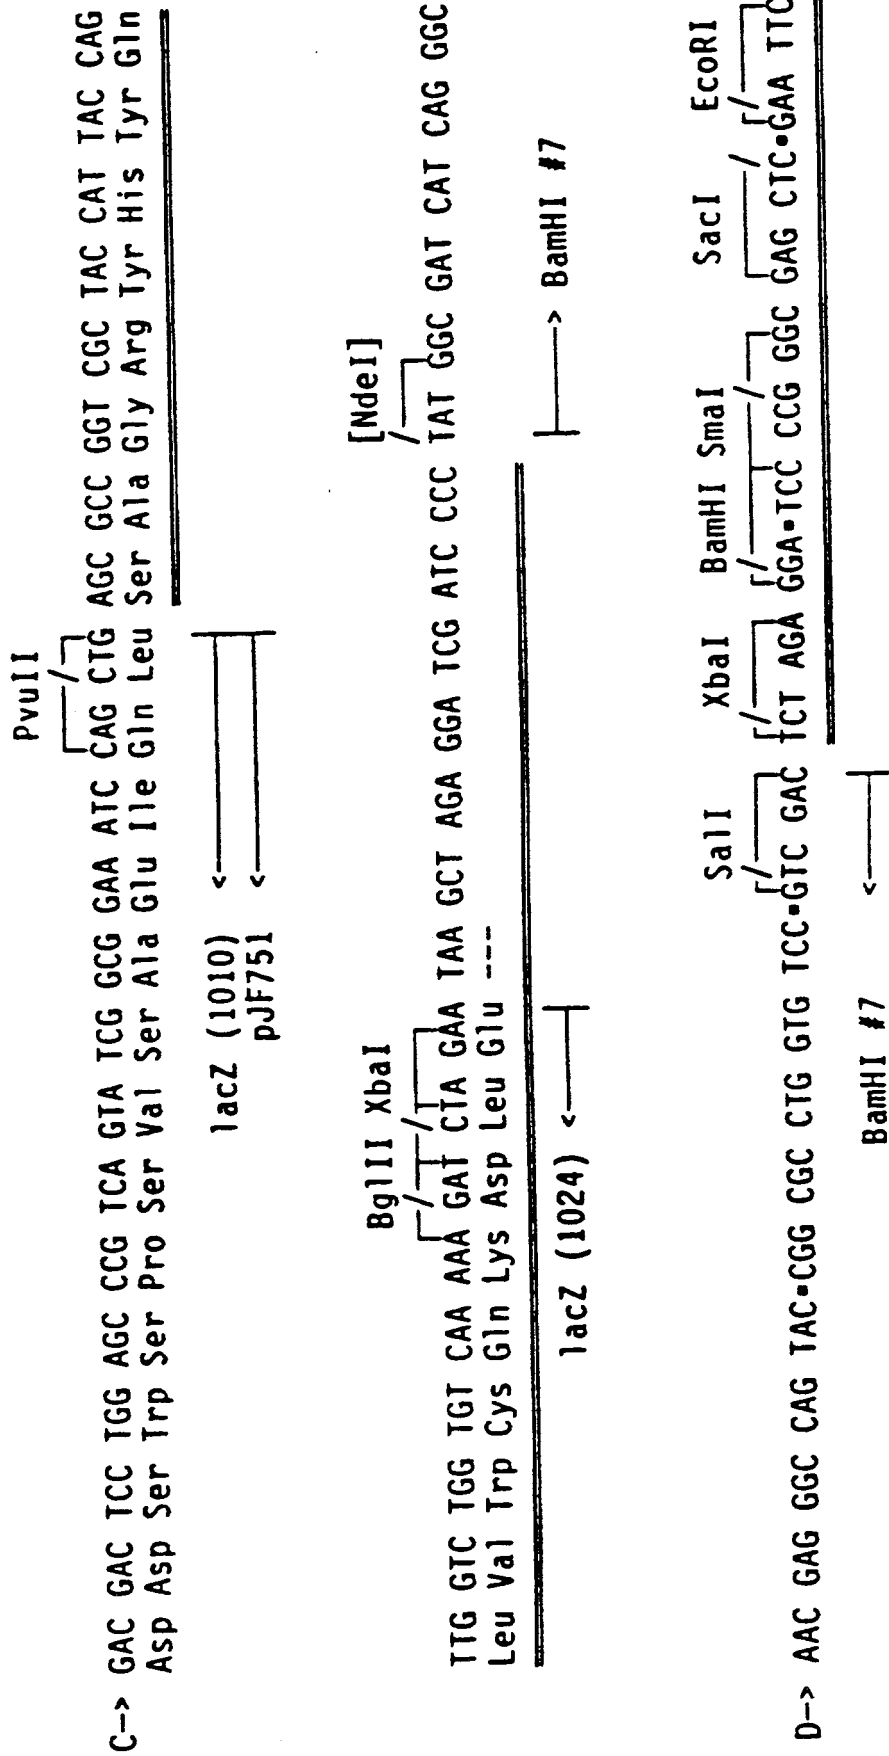 PvuII
C—> GAC GAC TCC TGG AGC CCG TCA GTA TCG GCG GAA ATC CAG CTG AGC GCC GGT CGC TAC CAT TAC CAG
Asp Asp Ser Trp Ser Pro Ser Val Ser Ala Glu Ile Gln Leu Ser Ala Gly Arg Tyr His Tyr Gln
lacZ (1010) <—
pJF751 <—
BglII XbaI [NdeI]
TTG GTC TGG TGT CAA AAA GAT CTA GAA TAA GCT AGA GGA TCG ATC CCC TAT GGC GAT CAT CAG GGC
Leu Val Trp Cys Gln Lys Asp Leu Glu ---
lacZ (1024) <— —> BamHI #7
SalI XbaI BamHI SmaI SacI EcoRI
D—> AAC GAG GGC CAG TAC•CGG CGC CTG GTG TCC•GTC GAC TCT AGA GGA•TCC CCG GGC GAG CTC•GAA TTC
BamHI #7 <—